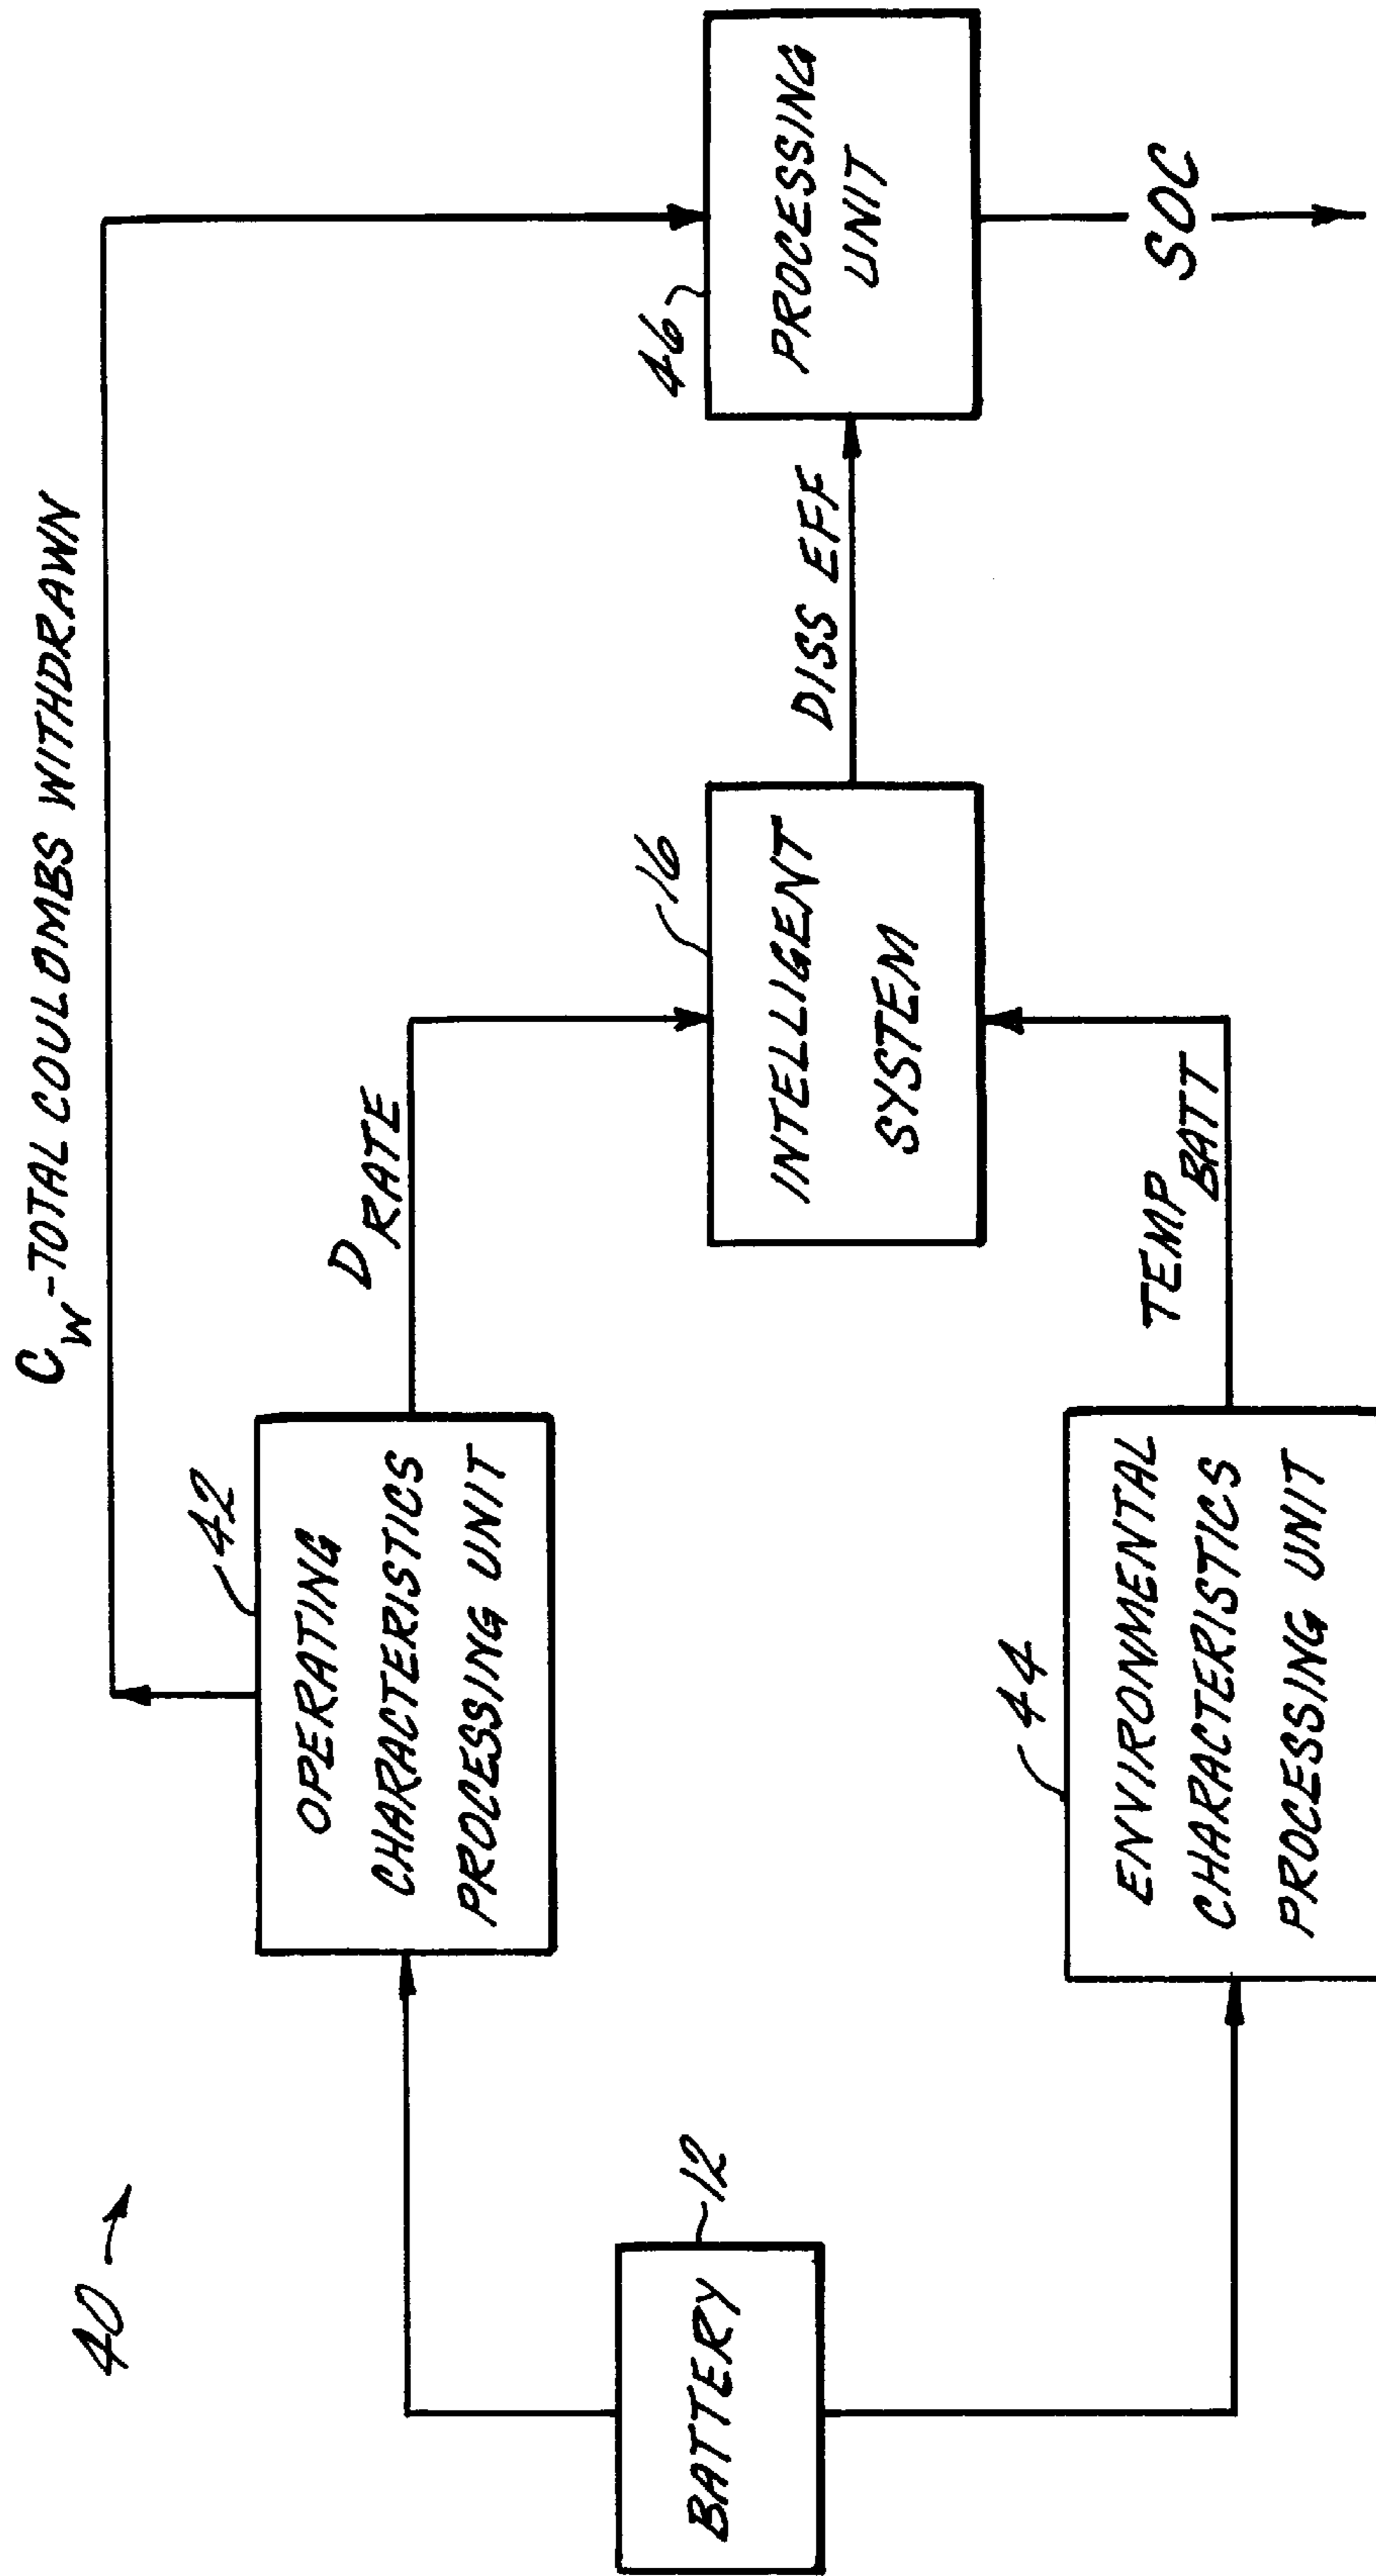 40
C_W-TOTAL COULOMBS WITHDRAWN
42
OPERATING
CHARACTERISTICS
PROCESSING UNIT
D_RATE
BATTERY
12
16
INTELLIGENT
SYSTEM
DISS EFF
46
PROCESSING
UNIT
SOC
44
ENVIRONMENTAL
CHARACTERISTICS
PROCESSING UNIT
TEMP_BATT